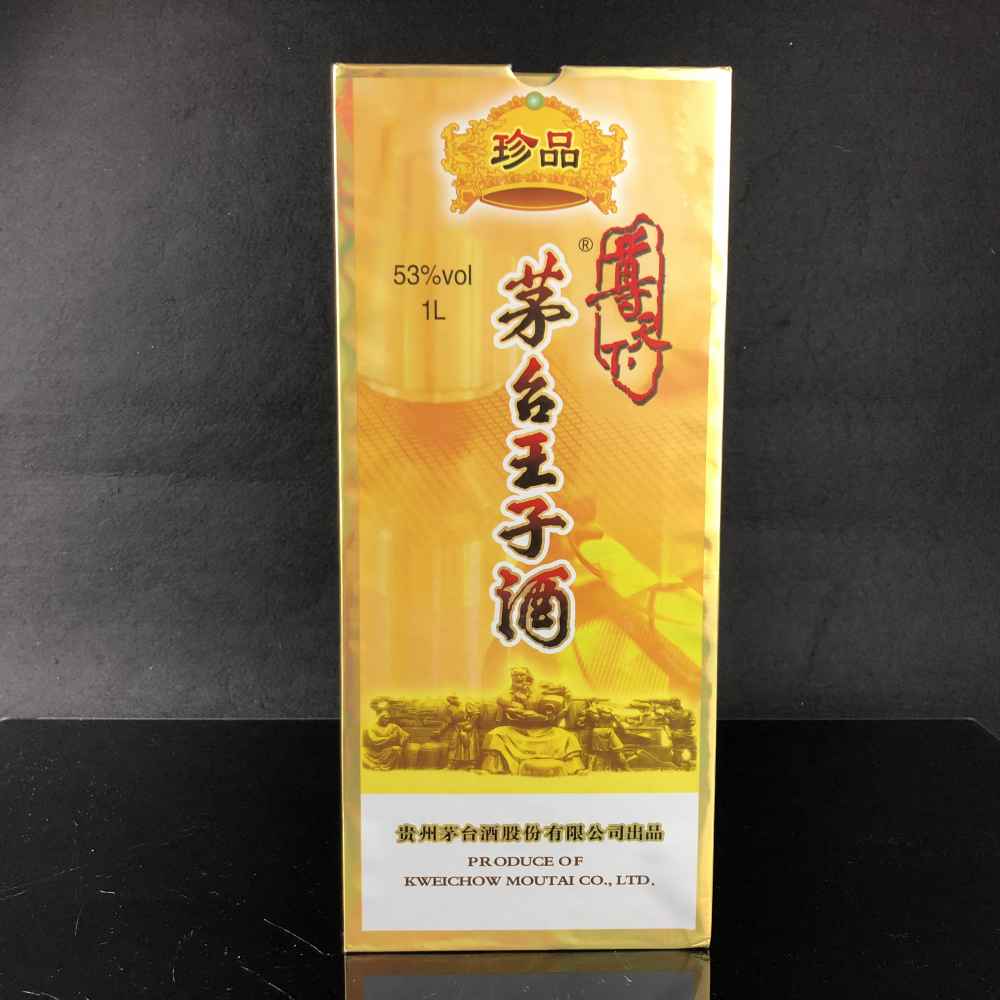 珍品
®
尊天下
53%vol
1L
茅台王子酒
贵州茅台酒股份有限公司出品
PRODUCE OF
KWEICHOW MOUTAI CO., LTD.